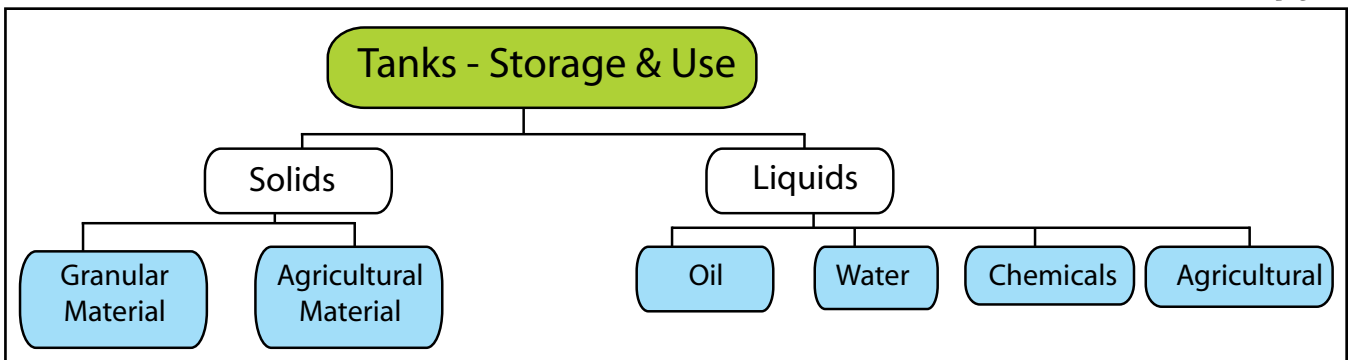 Tanks - Storage & Use
Solids
Liquids
Granular
Material
Agricultural
Material
Oil
Water
Chemicals
Agricultural